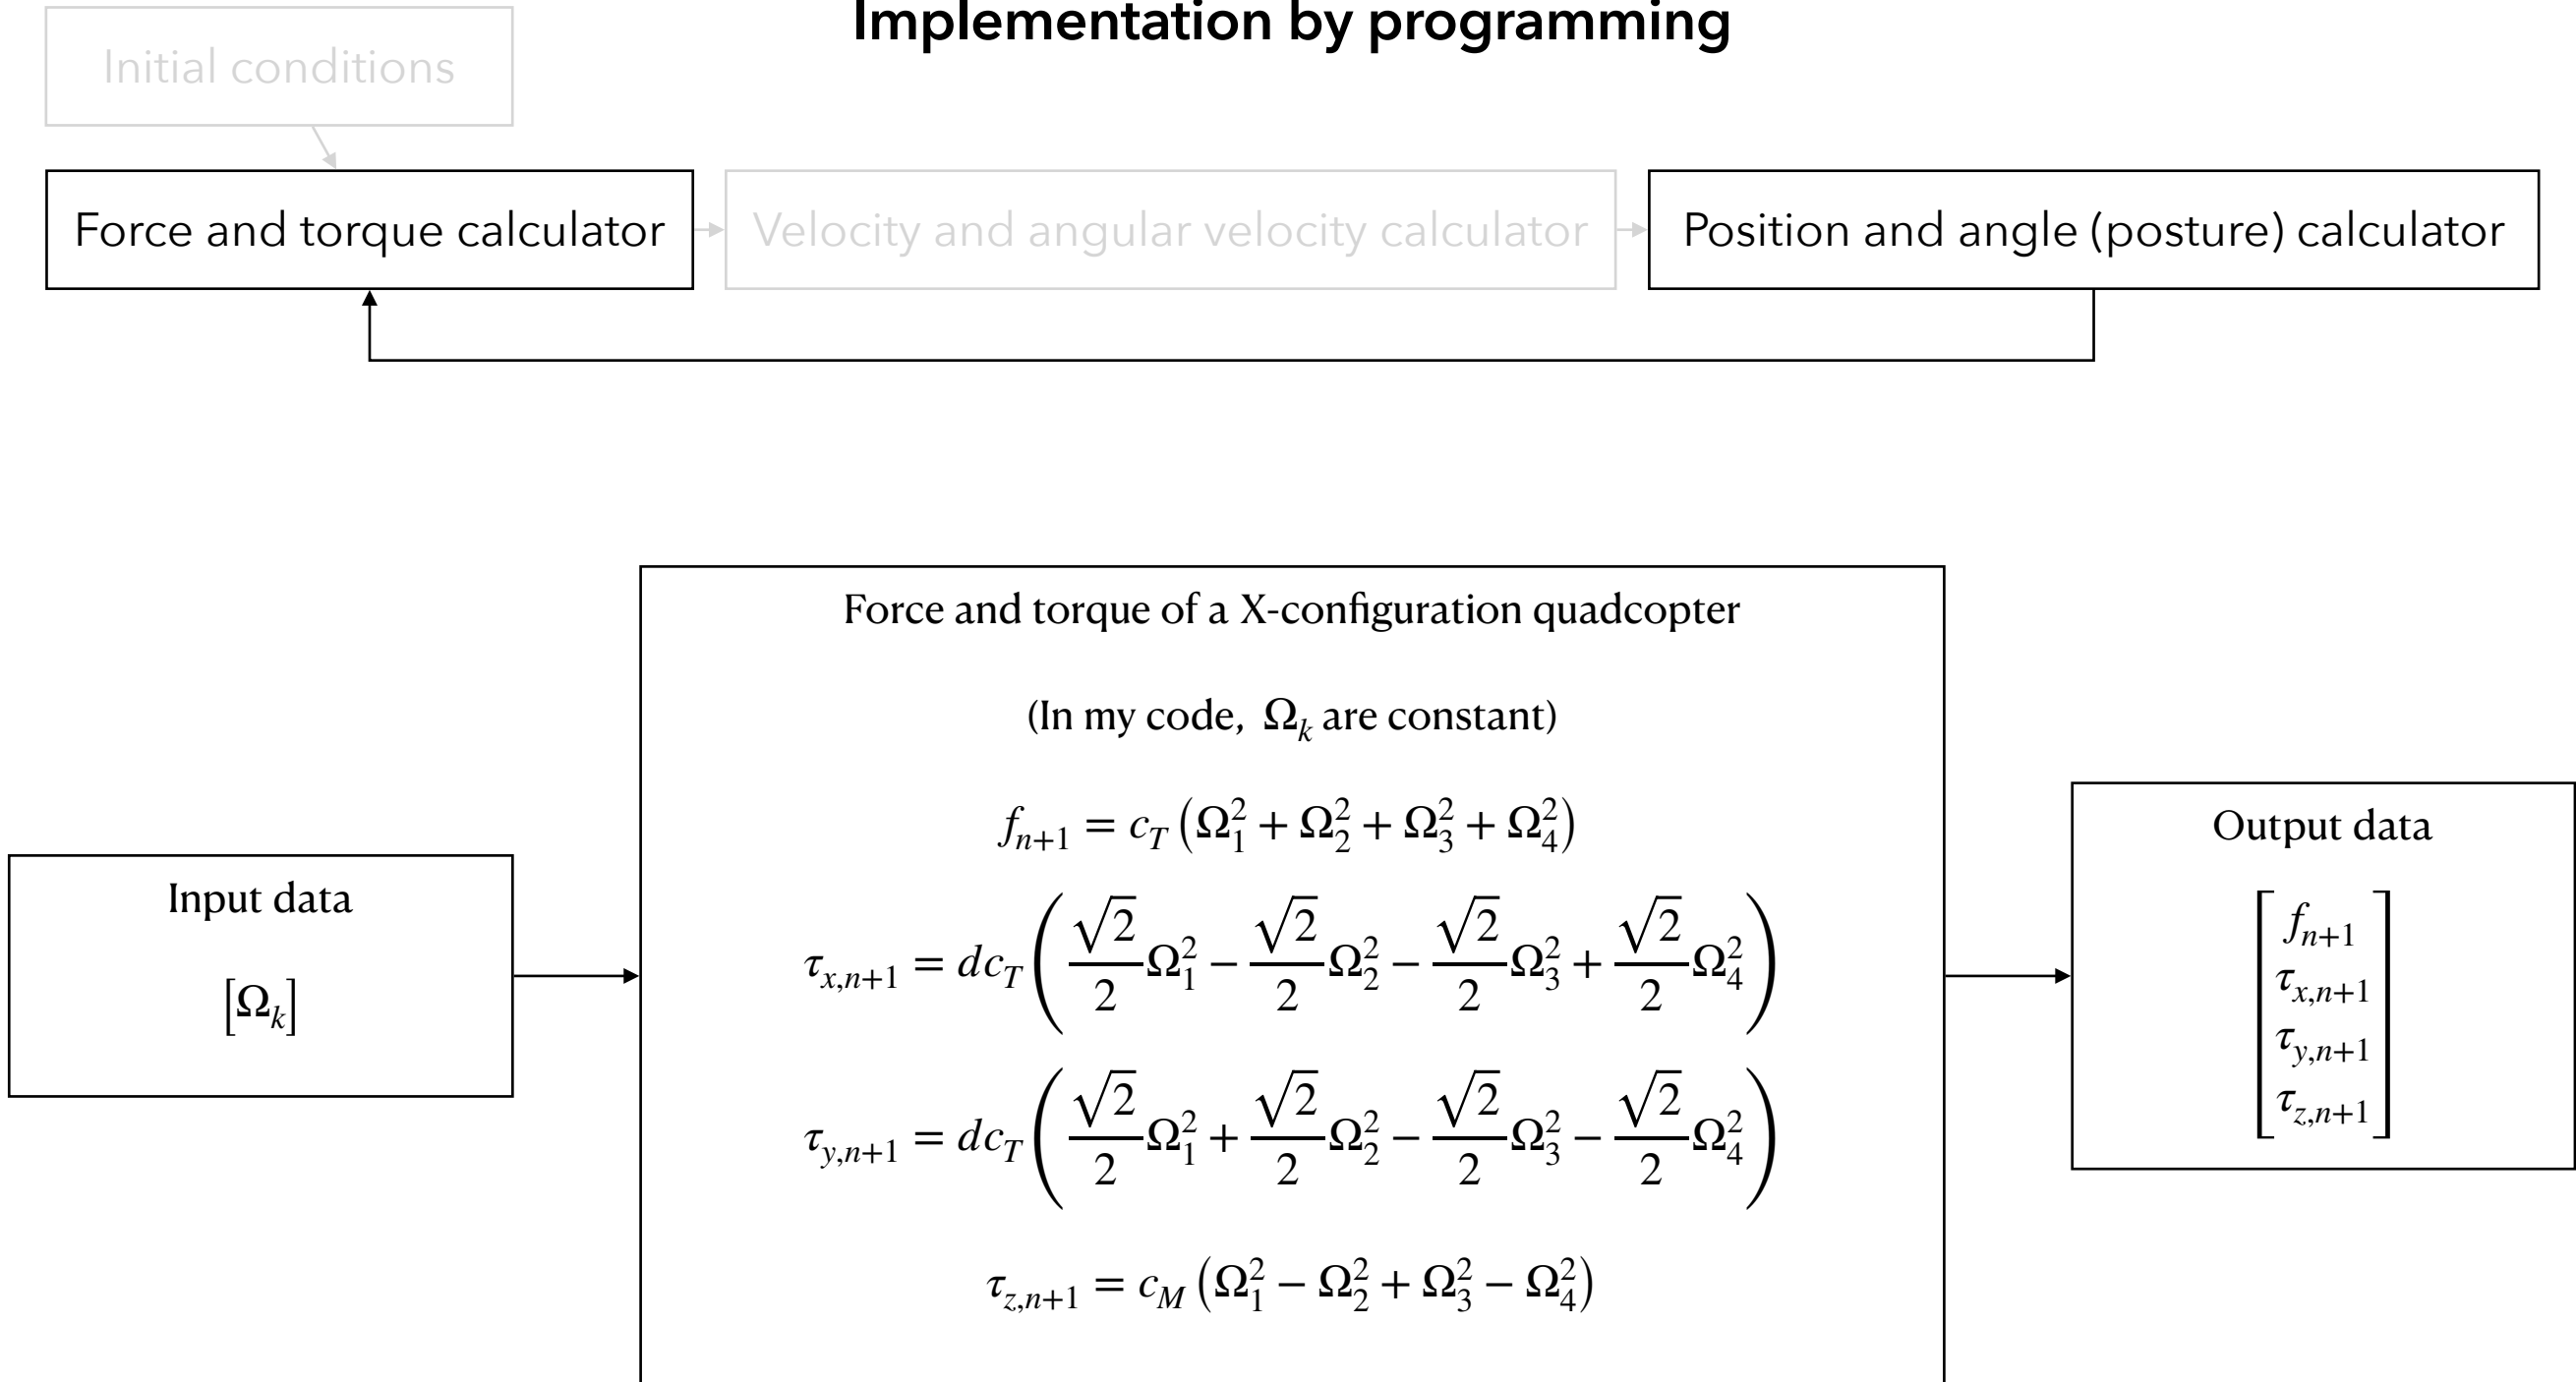 Implementation by programming
Initial conditions
Force and torque calculator
Velocity and angular velocity calculator
Position and angle (posture) calculator
Input data
[Ω_k]
Force and torque of a X-configuration quadcopter
(In my code, Ω_k are constant)
f_{n+1} = c_T (Ω_1^2 + Ω_2^2 + Ω_3^2 + Ω_4^2)
τ_{x,n+1} = dc_T (√2/2 Ω_1^2 − √2/2 Ω_2^2 − √2/2 Ω_3^2 + √2/2 Ω_4^2)
τ_{y,n+1} = dc_T (√2/2 Ω_1^2 + √2/2 Ω_2^2 − √2/2 Ω_3^2 − √2/2 Ω_4^2)
τ_{z,n+1} = c_M (Ω_1^2 − Ω_2^2 + Ω_3^2 − Ω_4^2)
Output data
f_{n+1}
τ_{x,n+1}
τ_{y,n+1}
τ_{z,n+1}